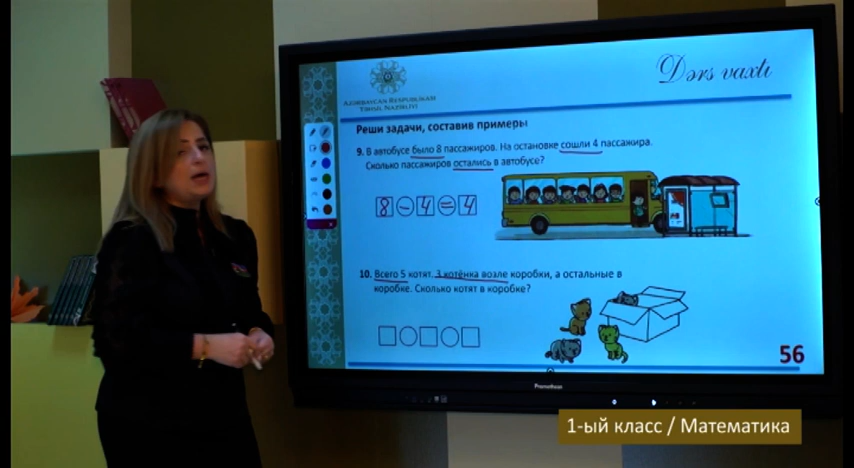 Dərs vaxtı
AZƏRBAYCAN RESPUBLİKASI
TƏHSİL NAZİRLİYİ
Реши задачи, составив примеры
9. В автобусе было 8 пассажиров. На остановке сошли 4 пассажира.
Сколько пассажиров остались в автобусе?
8 - 4 = 4
10. Всего 5 котят. 3 котёнка возле коробки, а остальные в
коробке. Сколько котят в коробке?
56
Promethean
1-ый класс / Математика